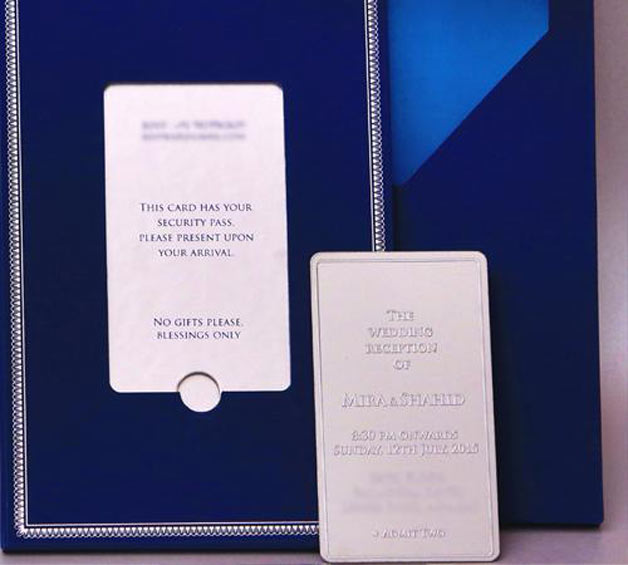 THIS CARD HAS YOUR
SECURITY PASS.
PLEASE PRESENT UPON
YOUR ARRIVAL.
NO GIFTS PLEASE,
BLESSINGS ONLY
THE
WEDDING
RECEPTION
OF
MIRA & SHAHID
8:30 PM ONWARDS
SUNDAY, 12TH JULY, 2015
ADMIT TWO